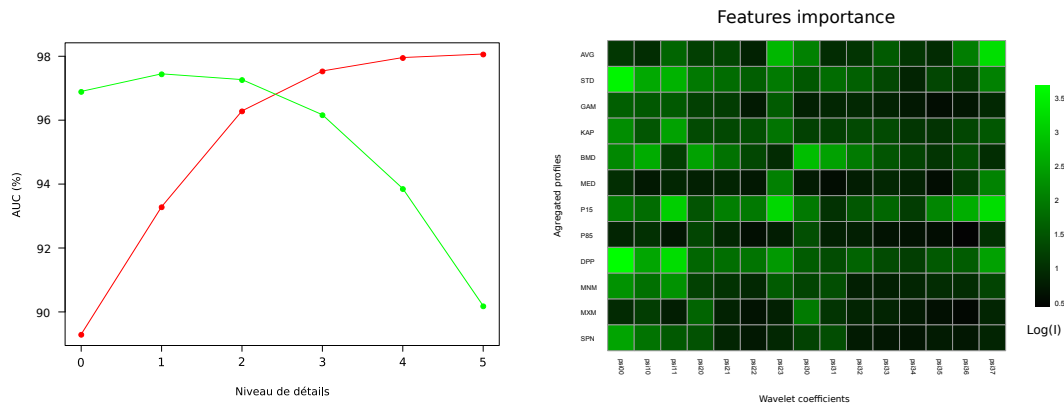 Features importance
98
96
94
92
90
AUC (%)
0 1 2 3 4 5
Niveau de détails
AVG
STD
GAM
KAP
BMD
MED
P15
P85
DPP
MNM
MXM
SPN
Agregated profiles
psi00 psi10 psi11 psi20 psi21 psi22 psi23 psi30 psi31 psi32 psi33 psi34 psi35 psi36 psi37
Wavelet coefficients
3.5
3
2.5
2
1.5
1
0.5
Log(I)